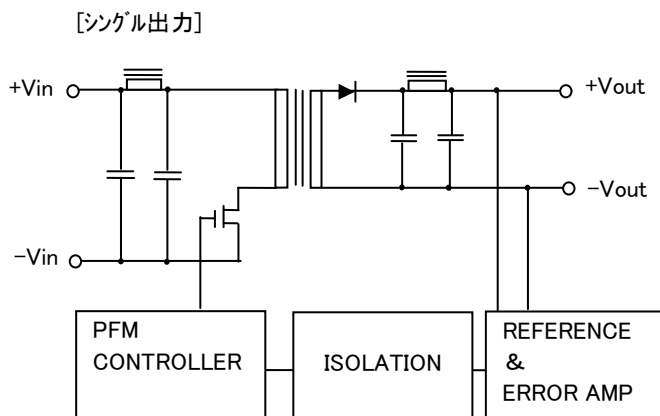 [シングル出力]
+Vin
+Vout
-Vout
-Vin
PFM
CONTROLLER
ISOLATION
REFERENCE
&
ERROR AMP